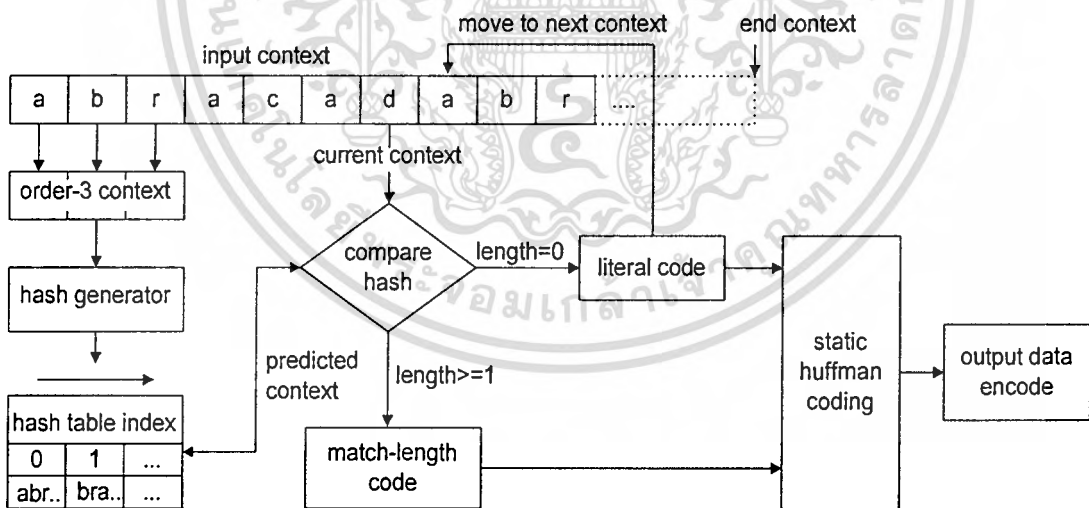 move to next context
end context
input context
a b r a c a d a b r ....
current context
order-3 context
compare
hash
length=0
literal code
hash generator
static
huffman
coding
output data
encode
predicted
context
length>=1
hash table index
0 1 ...
abr.. bra.. ...
match-length
code